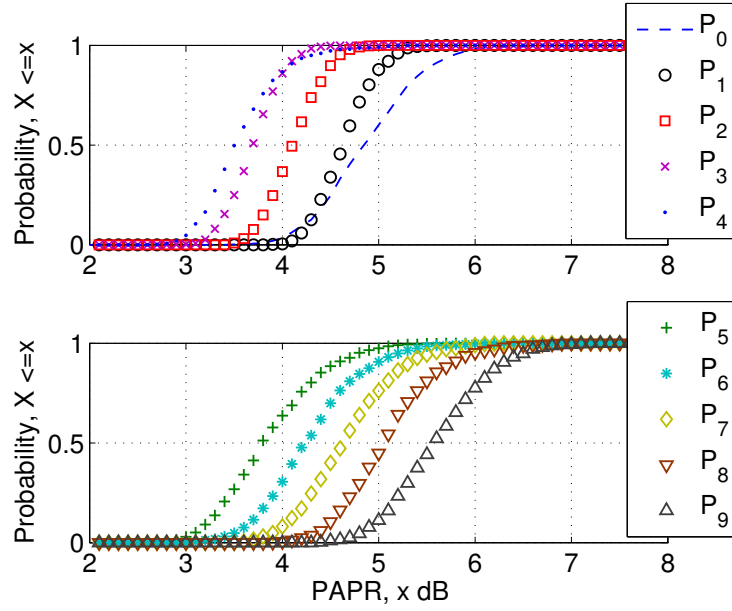 Probability, X <=x
1
0.5
0
2 3 4 5 6 7 8
P0
P1
P2
P3
P4
Probability, X <=x
1
0.5
0
2 3 4 5 6 7 8
PAPR, x dB
P5
P6
P7
P8
P9